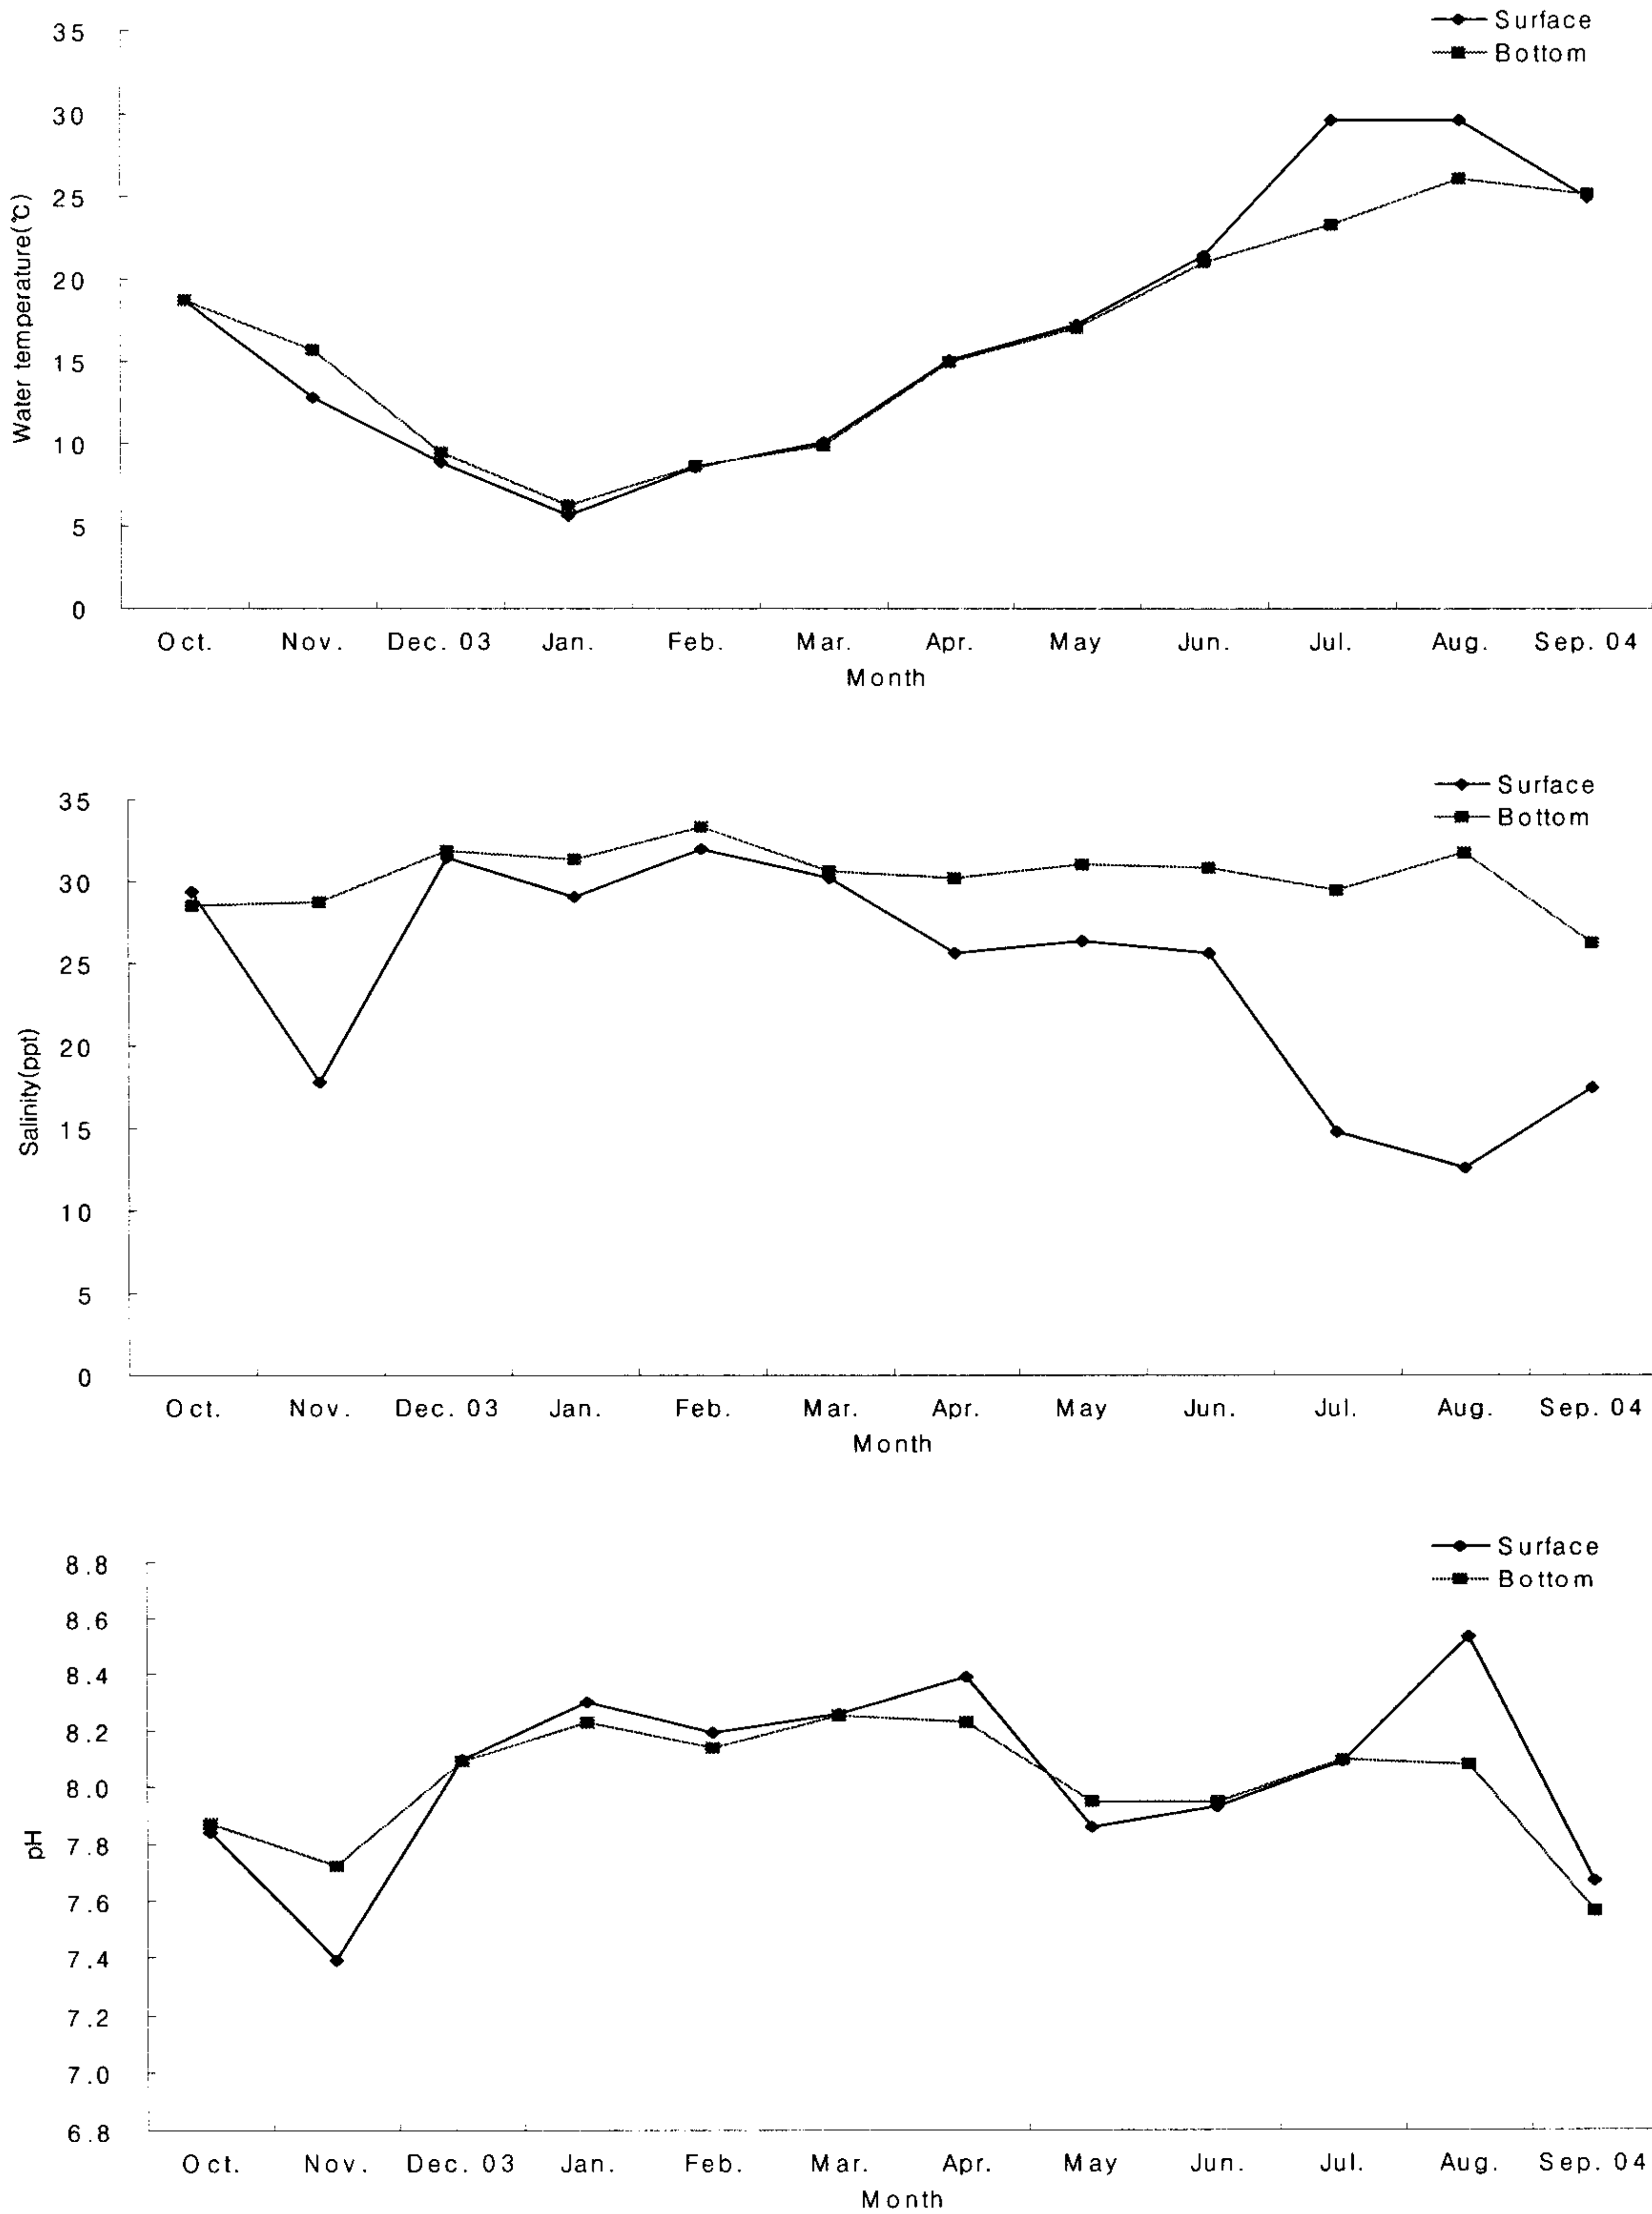 Surface
Bottom
35
30
25
20
15
10
5
0
Water temperature(℃)
Oct. Nov. Dec. 03 Jan. Feb. Mar. Apr. May Jun. Jul. Aug. Sep. 04
Month
Surface
Bottom
35
30
25
20
15
10
5
0
Salinity(ppt)
Oct. Nov. Dec. 03 Jan. Feb. Mar. Apr. May Jun. Jul. Aug. Sep. 04
Month
Surface
Bottom
8.8
8.6
8.4
8.2
8.0
7.8
7.6
7.4
7.2
7.0
6.8
pH
Oct. Nov. Dec. 03 Jan. Feb. Mar. Apr. May Jun. Jul. Aug. Sep. 04
Month